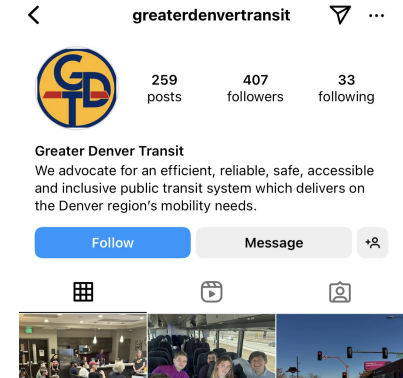 greaterdenvertransit
GDT
259 407 33
posts followers following
Greater Denver Transit
We advocate for an efficient, reliable, safe, accessible
and inclusive public transit system which delivers on
the Denver region's mobility needs.
Follow Message